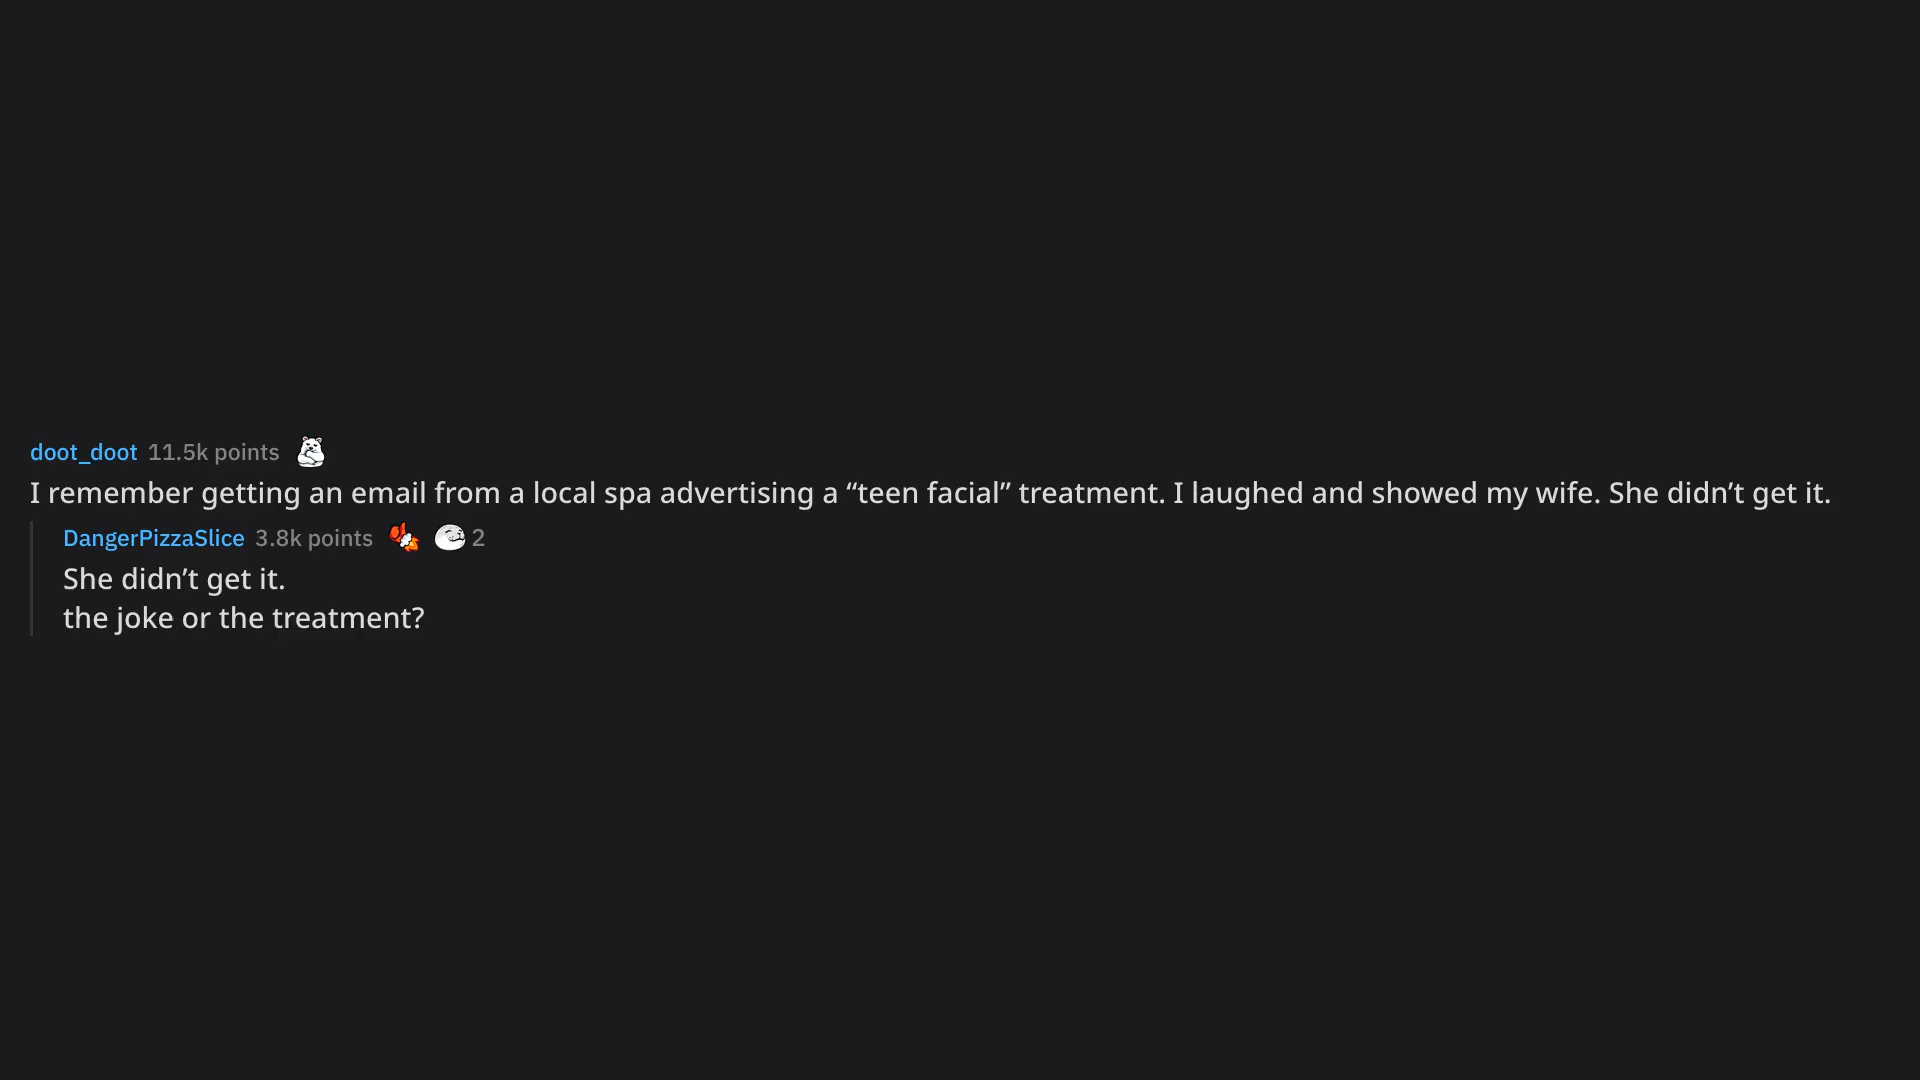 doot_doot 11.5k points
I remember getting an email from a local spa advertising a “teen facial” treatment. I laughed and showed my wife. She didn’t get it.
DangerPizzaSlice 3.8k points 2
She didn’t get it.
the joke or the treatment?